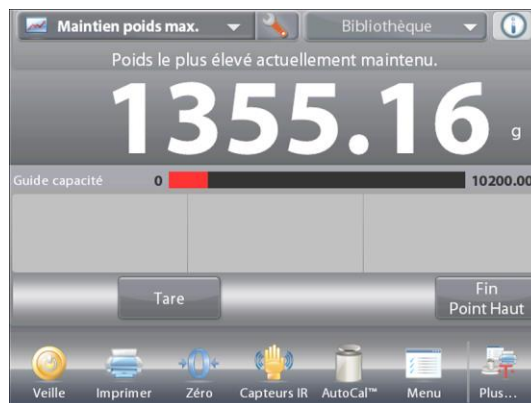 Maintien poids max. Bibliothèque
Poids le plus élevé actuellement maintenu.
1355.16 g
Guide capacité 0 10200.00
Tare
Fin
Point Haut
Veille Imprimer Zéro Capteurs IR AutoCal™ Menu Plus...